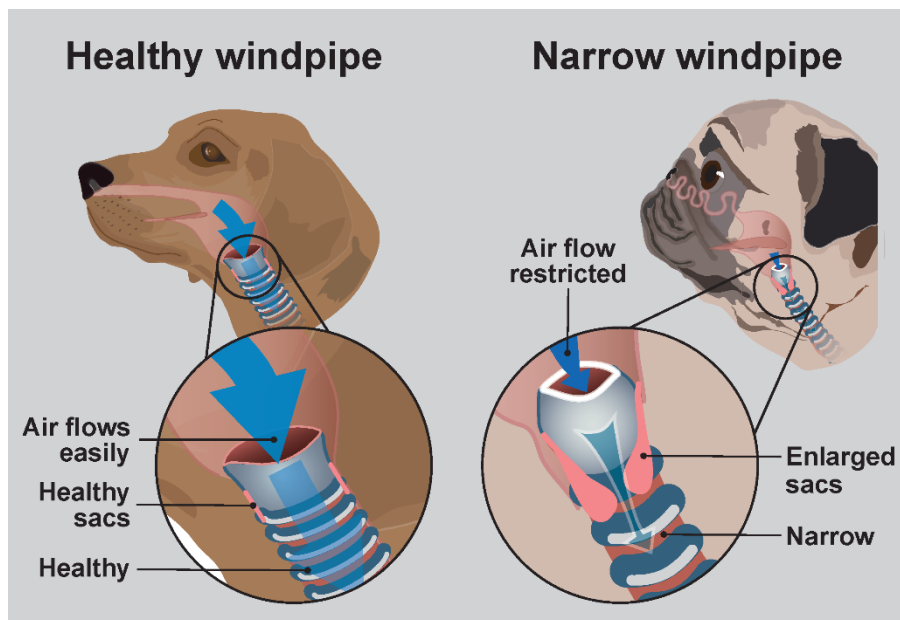 Healthy windpipe
Narrow windpipe
Air flows
easily
Healthy
sacs
Healthy
Air flow
restricted
Enlarged
sacs
Narrow